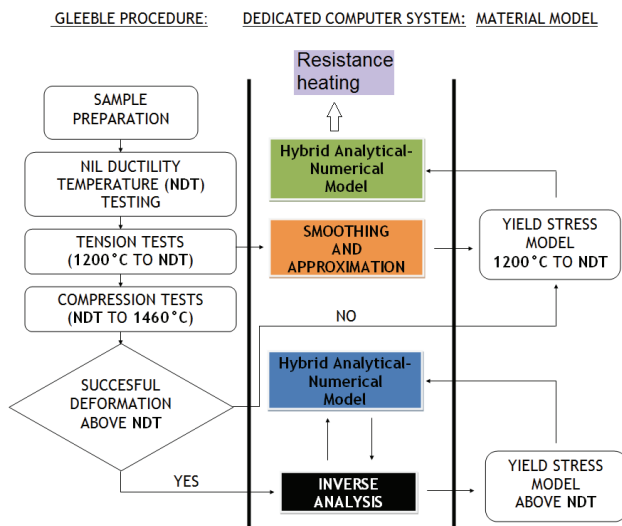 GLEEBLE PROCEDURE:
DEDICATED COMPUTER SYSTEM:
MATERIAL MODEL
Resistance
heating
SAMPLE
PREPARATION
Hybrid Analytical-
Numerical
Model
NIL DUCTILITY
TEMPERATURE (NDT)
TESTING
TENSION TESTS
(1200°C TO NDT)
SMOOTHING
AND
APPROXIMATION
YIELD STRESS
MODEL
1200°C TO NDT
COMPRESSION TESTS
(NDT TO 1460°C)
NO
SUCCESFUL
DEFORMATION
ABOVE NDT
Hybrid Analytical-
Numerical
Model
YES
INVERSE
ANALYSIS
YIELD STRESS
MODEL
ABOVE NDT